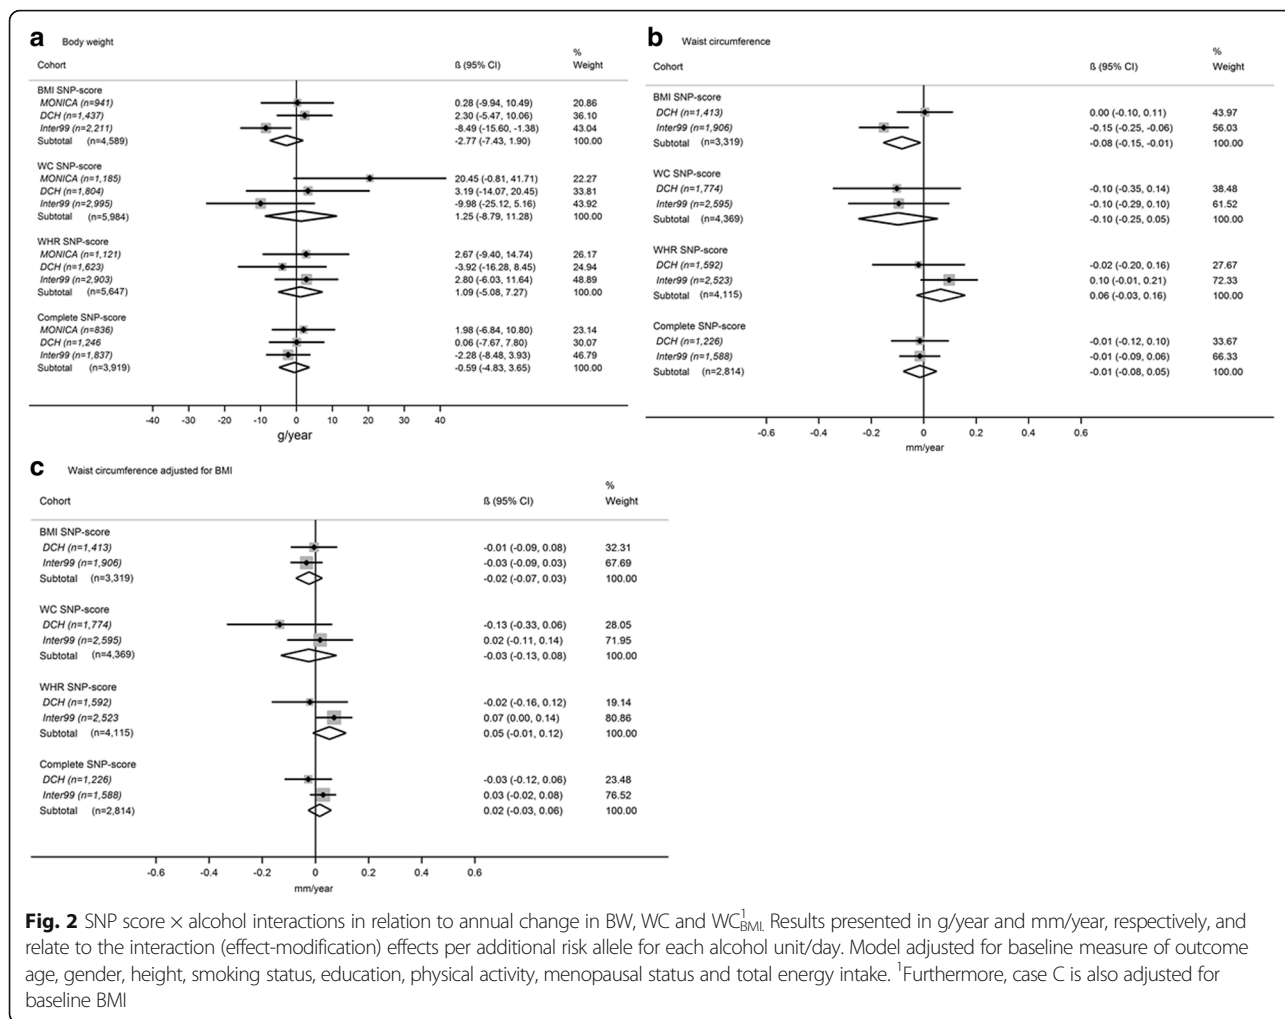 a Body weight
%
Cohort ß (95% CI) Weight
BMI SNP-score
MONICA (n=941) 0.28 (-9.94, 10.49) 20.86
DCH (n=1,437) 2.30 (-5.47, 10.06) 36.10
Inter99 (n=2,211) -8.49 (-15.60, -1.38) 43.04
Subtotal (n=4,589) -2.77 (-7.43, 1.90) 100.00
WC SNP-score
MONICA (n=1,185) 20.45 (-0.81, 41.71) 22.27
DCH (n=1,804) 3.19 (-14.07, 20.45) 33.81
Inter99 (n=2,995) -9.98 (-25.12, 5.16) 43.92
Subtotal (n=5,984) 1.25 (-8.79, 11.28) 100.00
WHR SNP-score
MONICA (n=1,121) 2.67 (-9.40, 14.74) 26.17
DCH (n=1,623) -3.92 (-16.28, 8.45) 24.94
Inter99 (n=2,903) 2.80 (-6.03, 11.64) 48.89
Subtotal (n=5,647) 1.09 (-5.08, 7.27) 100.00
Complete SNP-score
MONICA (n=836) 1.98 (-6.84, 10.80) 23.14
DCH (n=1,246 0.06 (-7.67, 7.80) 30.07
Inter99 (n=1,837) -2.28 (-8.48, 3.93) 46.79
Subtotal (n=3,919) -0.59 (-4.83, 3.65) 100.00
-40 -30 -20 -10 0 10 20 30 40
g/year
b Waist circumference
%
Cohort ß (95% CI) Weight
BMI SNP-score
DCH (n=1,413) 0.00 (-0.10, 0.11) 43.97
Inter99 (n=1,906) -0.15 (-0.25, -0.06) 56.03
Subtotal (n=3,319) -0.08 (-0.15, -0.01) 100.00
WC SNP-score
DCH (n=1,774) -0.10 (-0.35, 0.14) 38.48
Inter99 (n=2,595) -0.10 (-0.29, 0.10) 61.52
Subtotal (n=4,369) -0.10 (-0.25, 0.05) 100.00
WHR SNP-score
DCH (n=1,592) -0.02 (-0.20, 0.16) 27.67
Inter99 (n=2,523) 0.10 (-0.01, 0.21) 72.33
Subtotal (n=4,115) 0.06 (-0.03, 0.16) 100.00
Complete SNP-score
DCH (n=1,226) -0.01 (-0.12, 0.10) 33.67
Inter99 (n=1,588) -0.01 (-0.09, 0.06) 66.33
Subtotal (n=2,814) -0.01 (-0.08, 0.05) 100.00
-0.6 -0.4 -0.2 0 0.2 0.4 0.6
mm/year
c Waist circumference adjusted for BMI
%
Cohort ß (95% CI) Weight
BMI SNP-score
DCH (n=1,413) -0.01 (-0.09, 0.08) 32.31
Inter99 (n=1,906) -0.03 (-0.09, 0.03) 67.69
Subtotal (n=3,319) -0.02 (-0.07, 0.03) 100.00
WC SNP-score
DCH (n=1,774) -0.13 (-0.33, 0.06) 28.05
Inter99 (n=2,595) 0.02 (-0.11, 0.14) 71.95
Subtotal (n=4,369) -0.03 (-0.13, 0.08) 100.00
WHR SNP-score
DCH (n=1,592) -0.02 (-0.16, 0.12) 19.14
Inter99 (n=2,523 0.07 (0.00, 0.14) 80.86
Subtotal (n=4,115) 0.05 (-0.01, 0.12) 100.00
Complete SNP-score
DCH (n=1,226) -0.03 (-0.12, 0.06) 23.48
Inter99 (n=1,588) 0.03 (-0.02, 0.08) 76.52
Subtotal (n=2,814) 0.02 (-0.03, 0.06) 100.00
-0.6 -0.4 -0.2 0 0.2 0.4 0.6
mm/year
Fig. 2 SNP score × alcohol interactions in relation to annual change in BW, WC and WC¹BMI. Results presented in g/year and mm/year, respectively, and
relate to the interaction (effect-modification) effects per additional risk allele for each alcohol unit/day. Model adjusted for baseline measure of outcome
age, gender, height, smoking status, education, physical activity, menopausal status and total energy intake. ¹Furthermore, case C is also adjusted for
baseline BMI